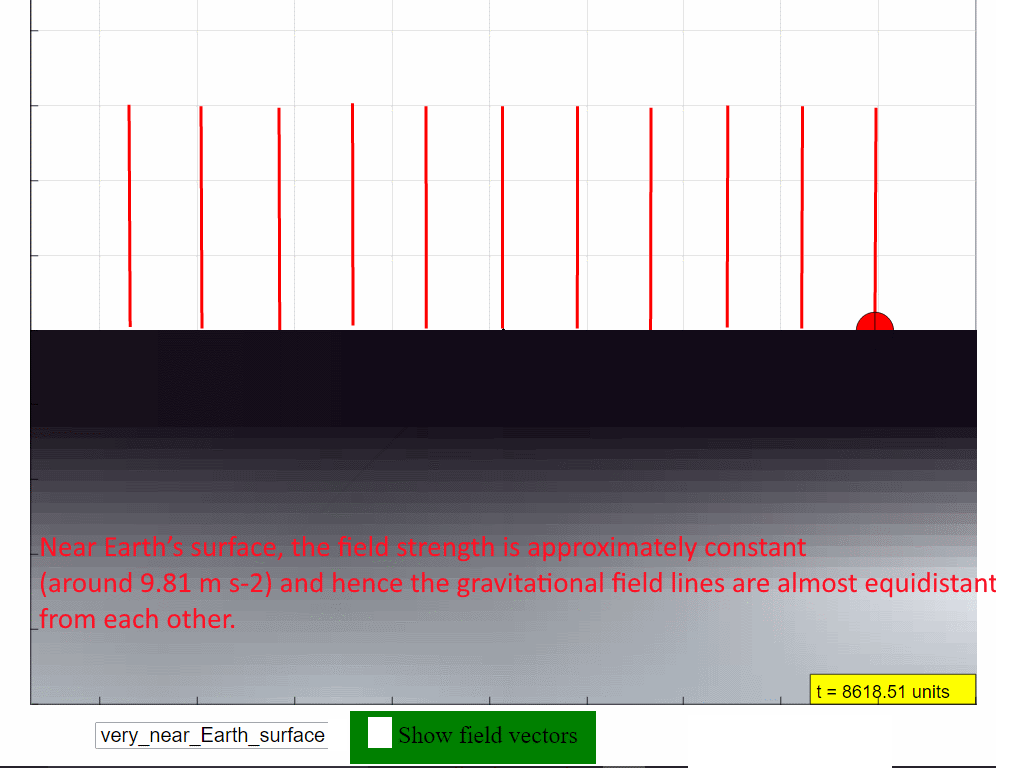 Near Earth’s surface, the field strength is approximately constant
(around 9.81 m s-2) and hence the gravitational field lines are almost equidistant
from each other.
t = 8618.51 units
very_near_Earth_surface
Show field vectors